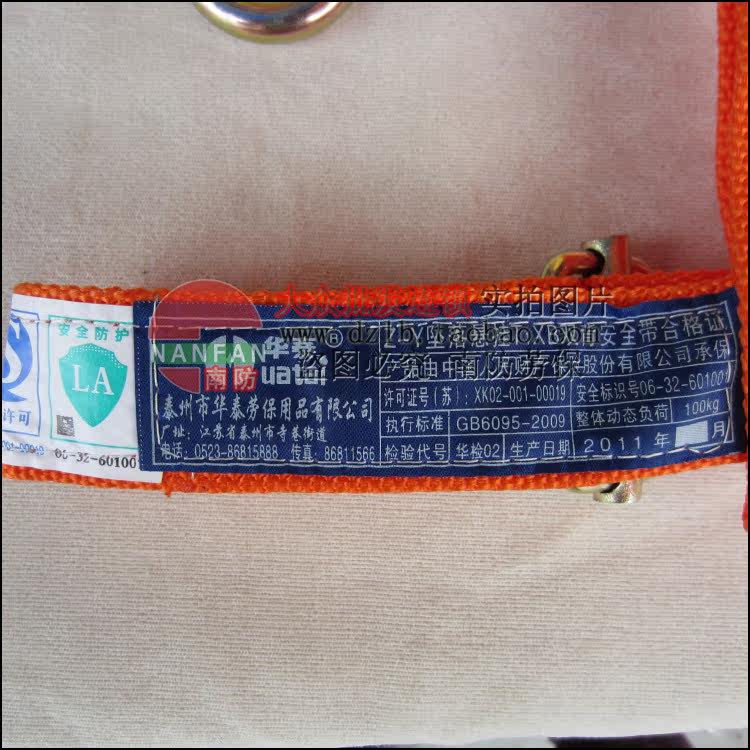 安全防护
LA
许可
06-32-60100
NANFANG
南防
实拍图片
www.dzlb.taobao.com
盗图必究 南防劳保
华泰®
Huatai
泰州市华泰劳保用品有限公司
厂址: 江苏省泰州市寺巷街道
电话: 0523-86815888 传真: 86811566
安全带合格证
股份有限公司承保
许可证号(苏): XK02-001-00019
安全标识号06-32-601001
执行标准 GB6095-2009
整体动态负荷 100kg
检验代号 华检02 生产日期 2011 年 月